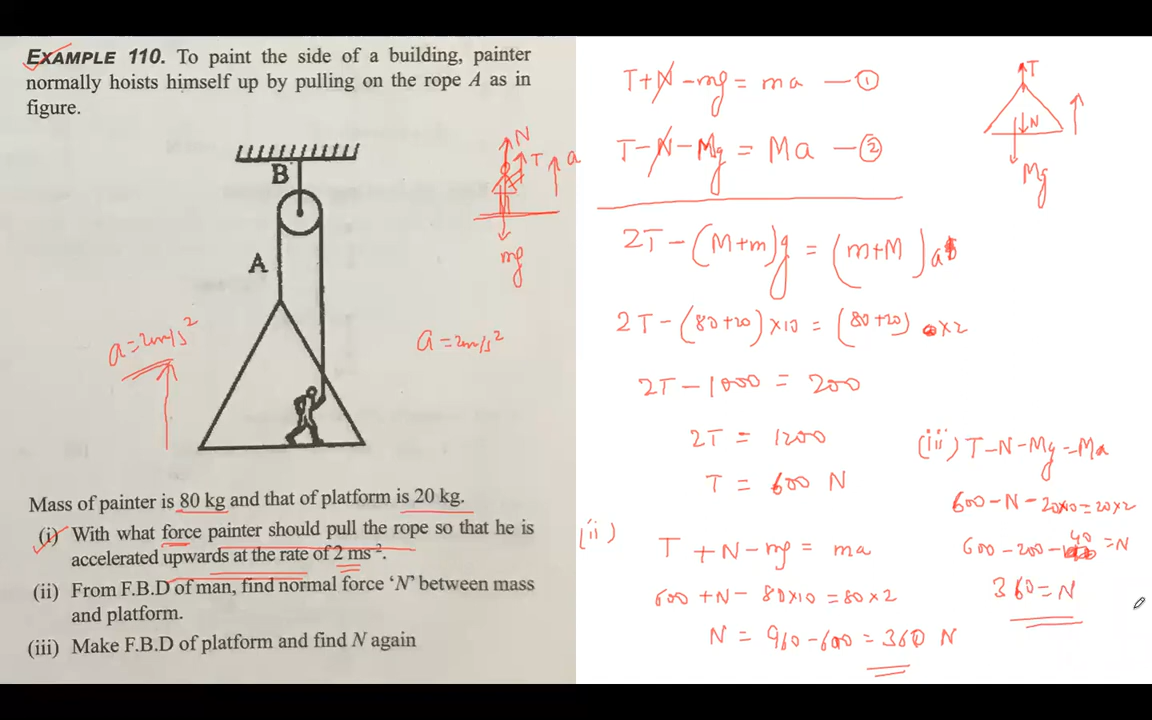 EXAMPLE 110. To paint the side of a building, painter
normally hoists himself up by pulling on the rope A as in
figure.
B
A
N
T
a
mg
a = 2m/s²
a = 2m/s²
Mass of painter is 80 kg and that of platform is 20 kg.
(i) With what force painter should pull the rope so that he is
accelerated upwards at the rate of 2 ms⁻².
(ii) From F.B.D of man, find normal force ‘N’ between mass
and platform.
(iii) Make F.B.D of platform and find N again
T+N-mg = ma —①
T-N-Mg = Ma —②
2T-(M+m)g = (m+M)a
2T-(80+20)×10 = (80+20)×2
2T-1000 = 200
2T = 1200
T = 600 N
(ii)
T+N-mg = ma
600+N-80×10 = 80×2
N = 960-600 = 360 N
T
N
Mg
(iii) T-N-Mg=Ma
600-N-20×10=20×2
600-200-40=N
360=N